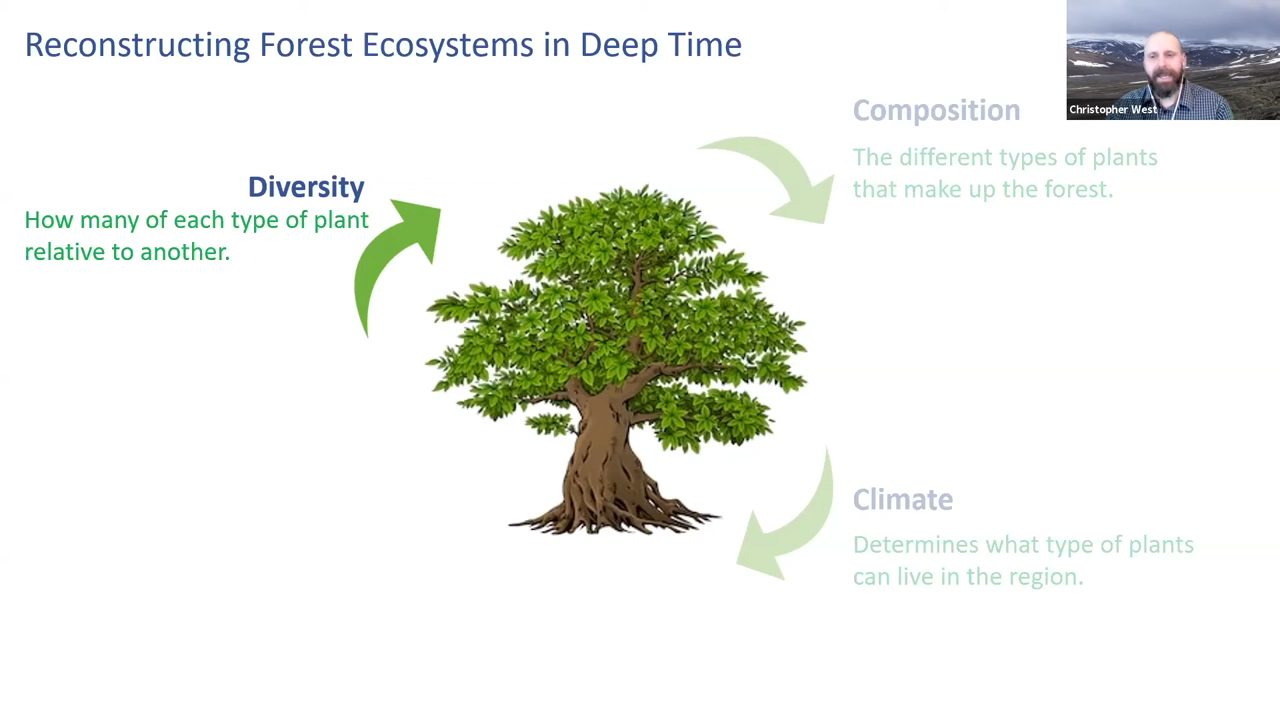 Reconstructing Forest Ecosystems in Deep Time
Christopher West
Composition
The different types of plants
that make up the forest.
Diversity
How many of each type of plant
relative to another.
Climate
Determines what type of plants
can live in the region.